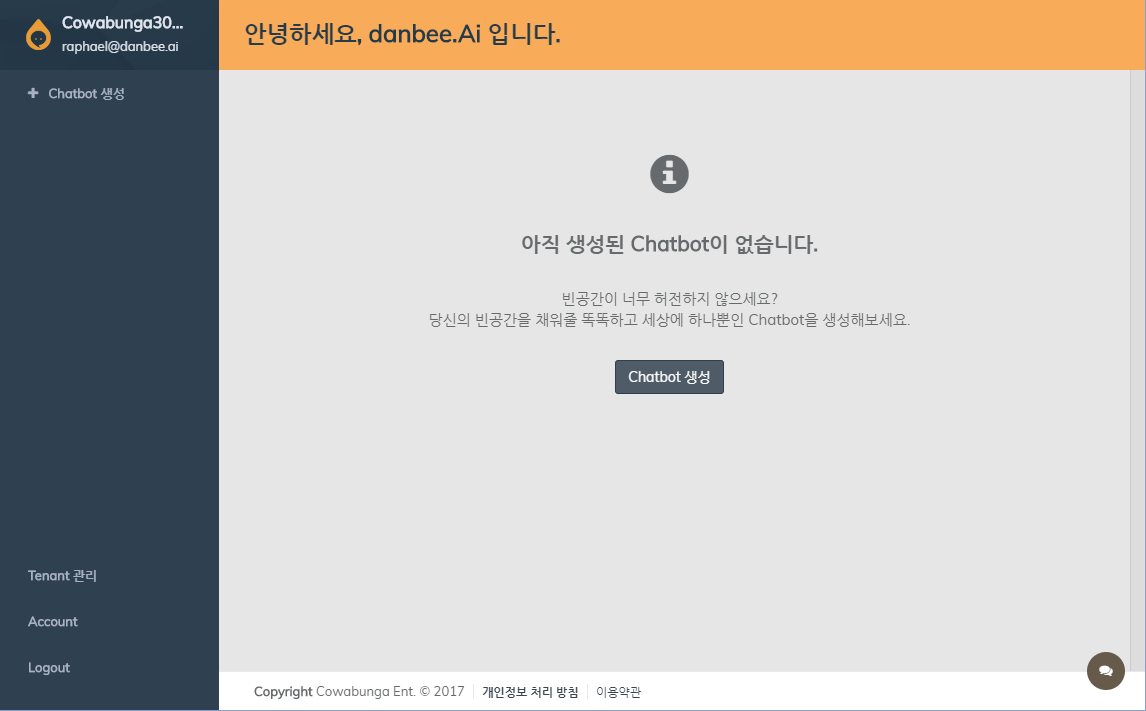 Cowabunga30...
raphael@danbee.ai
Chatbot 생성
Tenant 관리
Account
Logout
안녕하세요, danbee.Ai 입니다.
아직 생성된 Chatbot이 없습니다.
빈공간이 너무 허전하지 않으세요?
당신의 빈공간을 채워줄 똑똑하고 세상에 하나뿐인 Chatbot을 생성해보세요.
Chatbot 생성
Copyright Cowabunga Ent. © 2017 개인정보 처리 방침 이용약관